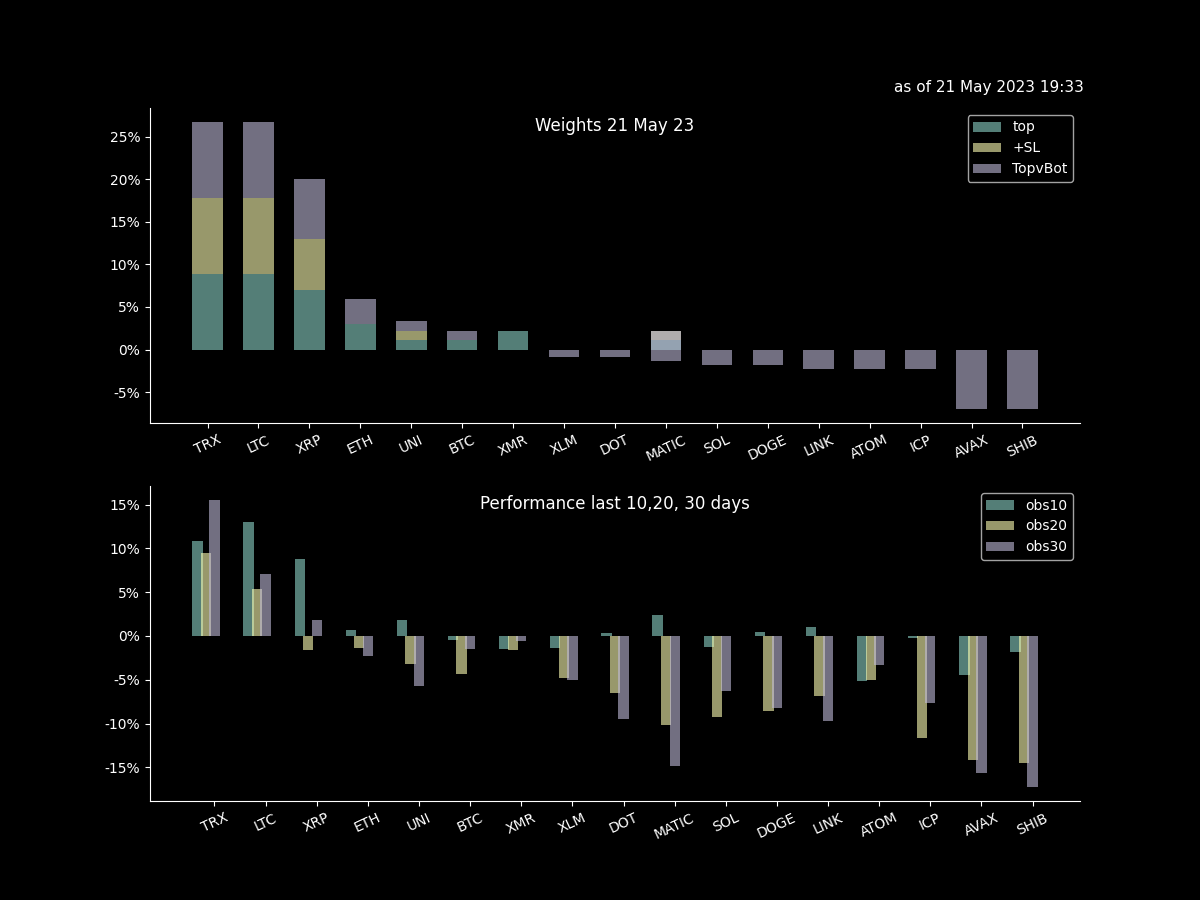 as of 21 May 2023 19:33
Weights 21 May 23
top
+SL
TopvBot
25%
20%
15%
10%
5%
0%
-5%
TRX LTC XRP ETH UNI BTC XMR XLM DOT MATIC SOL DOGE LINK ATOM ICP AVAX SHIB
Performance last 10,20, 30 days
obs10
obs20
obs30
15%
10%
5%
0%
-5%
-10%
-15%
TRX LTC XRP ETH UNI BTC XMR XLM DOT MATIC SOL DOGE LINK ATOM ICP AVAX SHIB